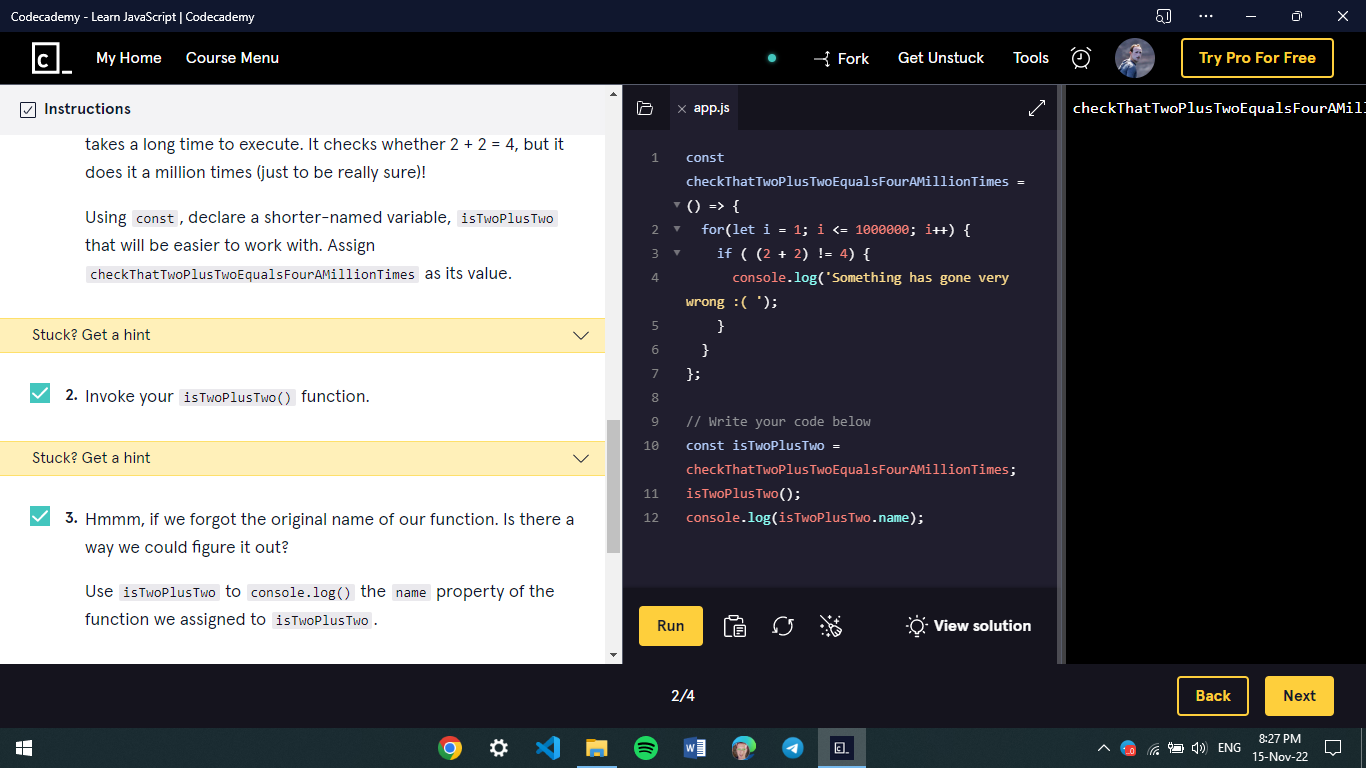 Codecademy - Learn JavaScript | Codecademy
My Home Course Menu Fork Get Unstuck Tools Try Pro For Free
Instructions
takes a long time to execute. It checks whether 2 + 2 = 4, but it
does it a million times (just to be really sure)!
Using const, declare a shorter-named variable, isTwoPlusTwo
that will be easier to work with. Assign
checkThatTwoPlusTwoEqualsFourAMillionTimes as its value.
Stuck? Get a hint
2. Invoke your isTwoPlusTwo() function.
Stuck? Get a hint
3. Hmmm, if we forgot the original name of our function. Is there a
way we could figure it out?
Use isTwoPlusTwo to console.log() the name property of the
function we assigned to isTwoPlusTwo.
app.js
1 const
checkThatTwoPlusTwoEqualsFourAMillionTimes =
() => {
2 for(let i = 1; i <= 1000000; i++) {
3 if ( (2 + 2) != 4) {
4 console.log('Something has gone very
wrong :( ');
5 }
6 }
7 };
8
9 // Write your code below
10 const isTwoPlusTwo =
checkThatTwoPlusTwoEqualsFourAMillionTimes;
11 isTwoPlusTwo();
12 console.log(isTwoPlusTwo.name);
Run View solution
checkThatTwoPlusTwoEqualsFourAMil
2/4
Back Next
ENG
8:27 PM
15-Nov-22